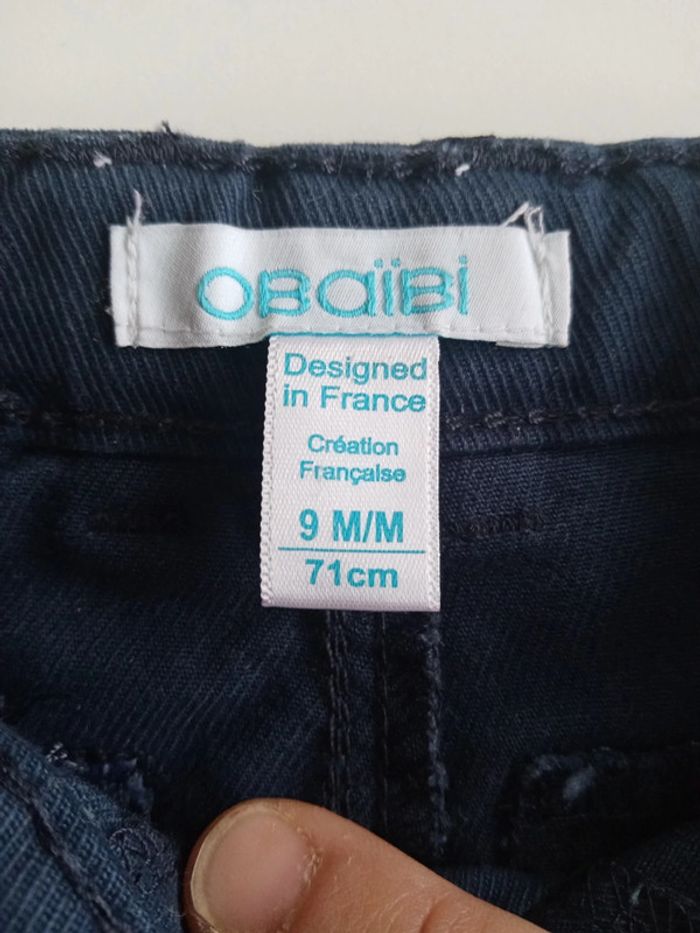 OBAÏBI
Designed
in France
Création
Française
9 M/M
71cm